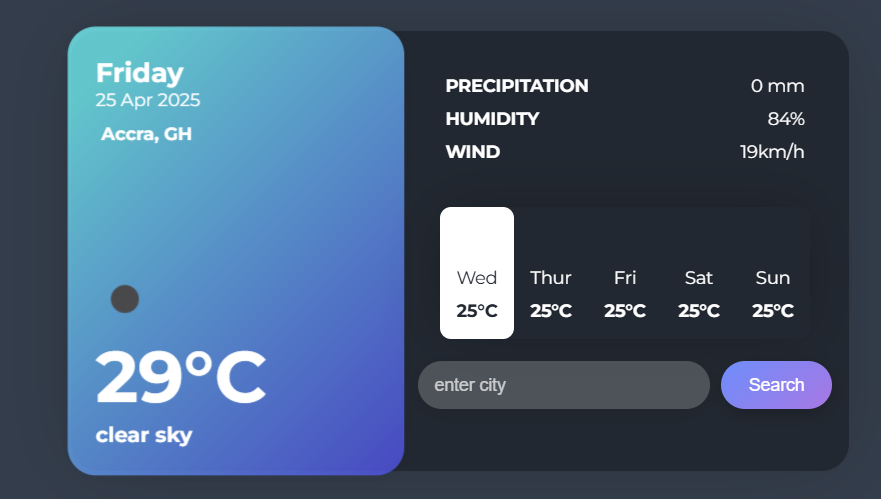 Friday
25 Apr 2025
Accra, GH
29°C
clear sky
PRECIPITATION 0 mm
HUMIDITY 84%
WIND 19km/h
Wed Thur Fri Sat Sun
25°C 25°C 25°C 25°C 25°C
enter city Search